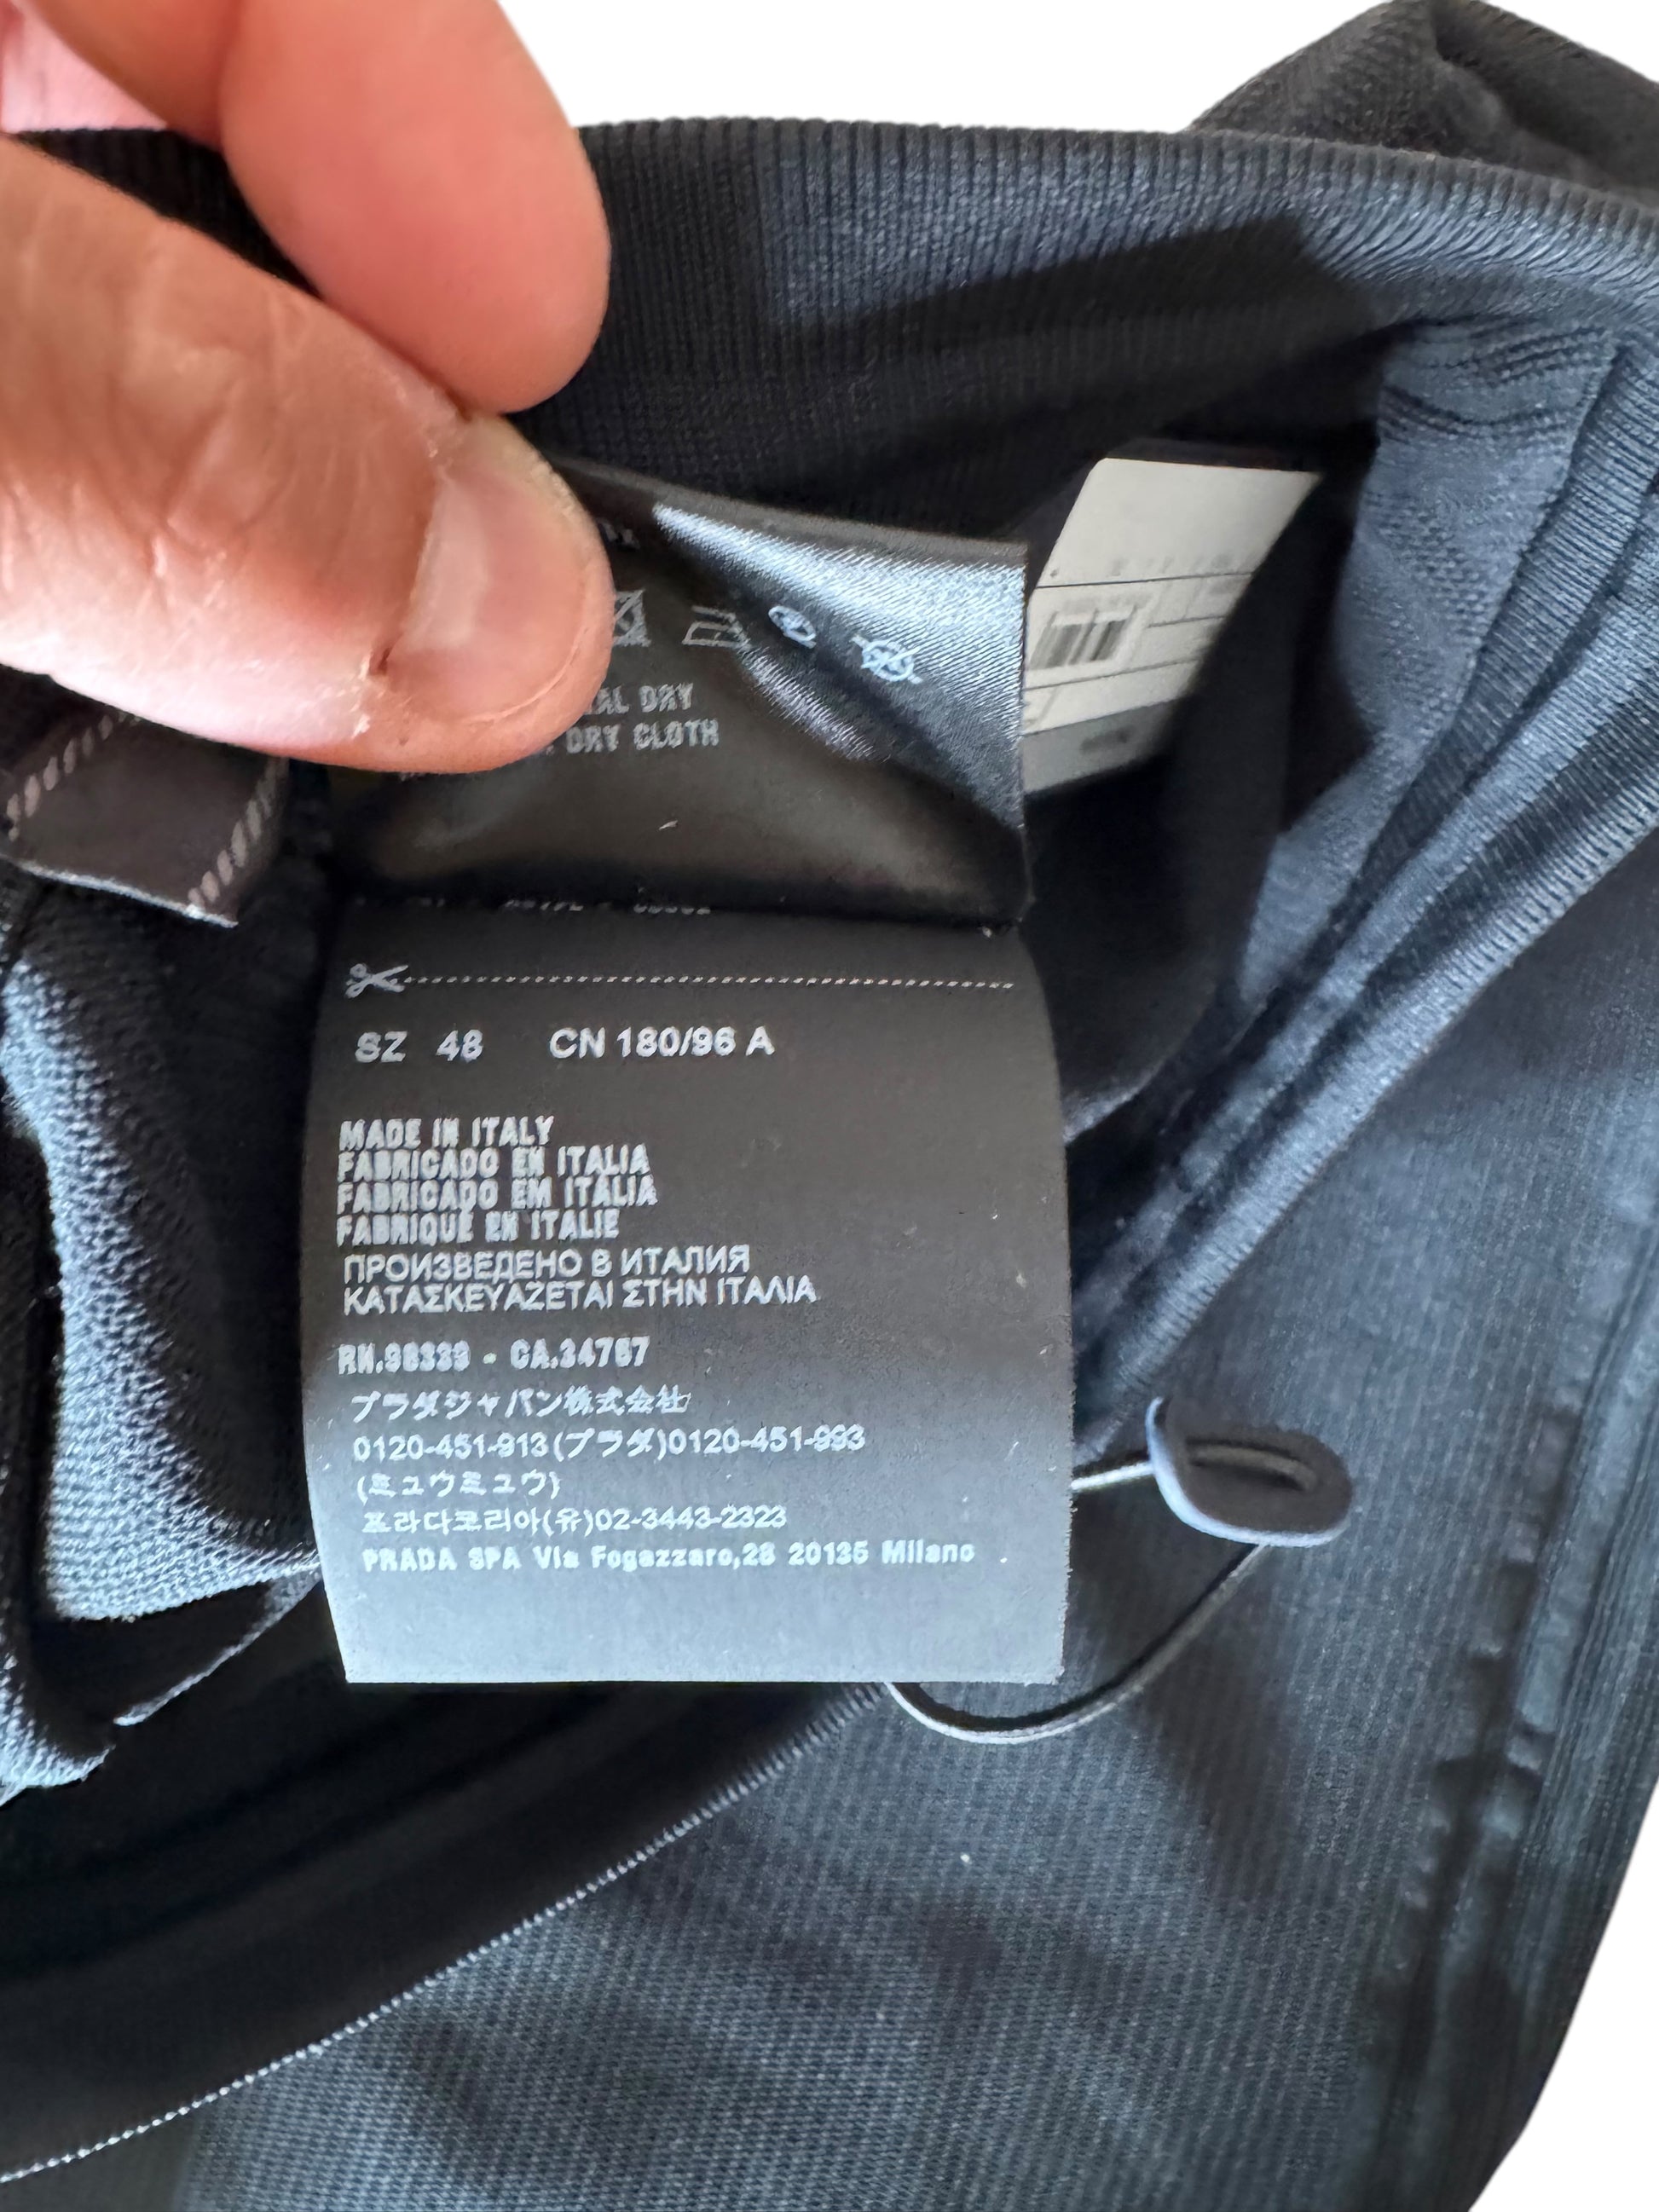 DRY
DRY CLOTH
SZ 48 CN 180/96 A
MADE IN ITALY
FABRICADO EN ITALIA
FABRICADO EM ITALIA
FABRIQUÉ EN ITALIE
ПРОИЗВЕДЕНО В ИТАЛИЯ
ΚΑΤΑΣΚΕΥΑΖΕΤΑΙ ΣΤΗΝ ΙΤΑΛΙΑ
RN.98339 - CA.34767
プラダジャパン株式会社
0120-451-913(プラダ)0120-451-993
(ミュウミュウ)
프라다코리아(유)02-3443-2323
PRADA SPA Via Fogazzaro,28 20135 Milano